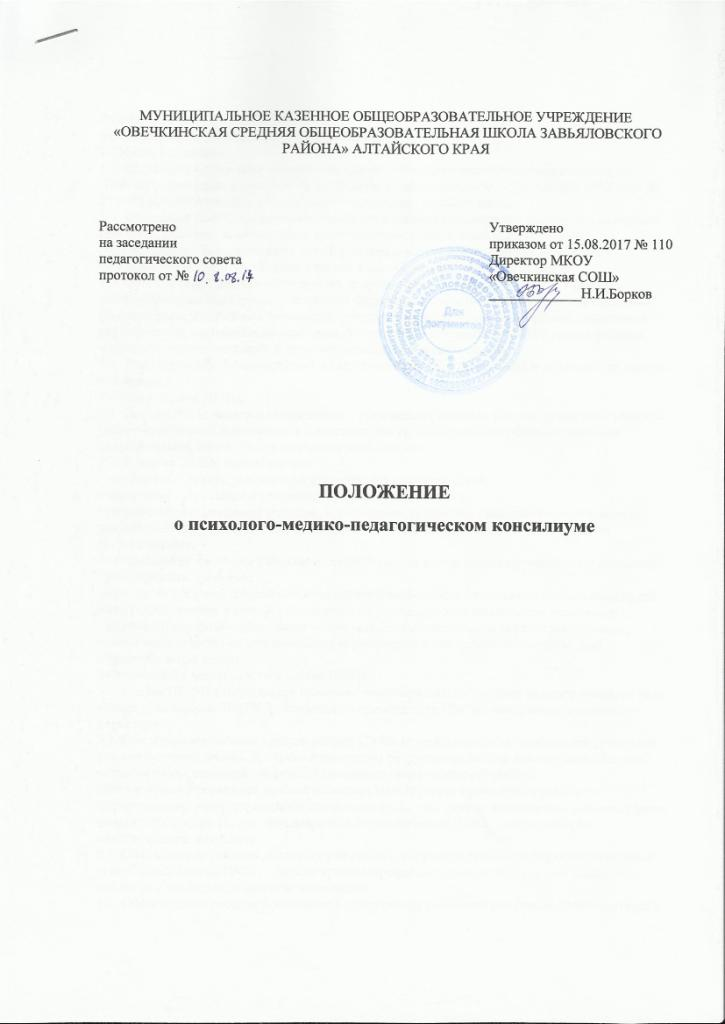 МУНИЦИПАЛЬНОЕ КАЗЕННОЕ ОБЩЕОБРАЗОВАТЕЛЬНОЕ УЧРЕЖДЕНИЕ
«ОВЕЧКИНСКАЯ СРЕДНЯЯ ОБЩЕОБРАЗОВАТЕЛЬНАЯ ШКОЛА ЗАВЬЯЛОВСКОГО
РАЙОНА» АЛТАЙСКОГО КРАЯ
Рассмотрено
на заседании
педагогического совета
протокол от № 10, 8.08.17
Утверждено
приказом от 15.08.2017 № 110
Директор МКОУ
«Овечкинская СОШ»
Н.И.Борков
Для
документов
ПОЛОЖЕНИЕ
о психолого-медико-педагогическом консилиуме